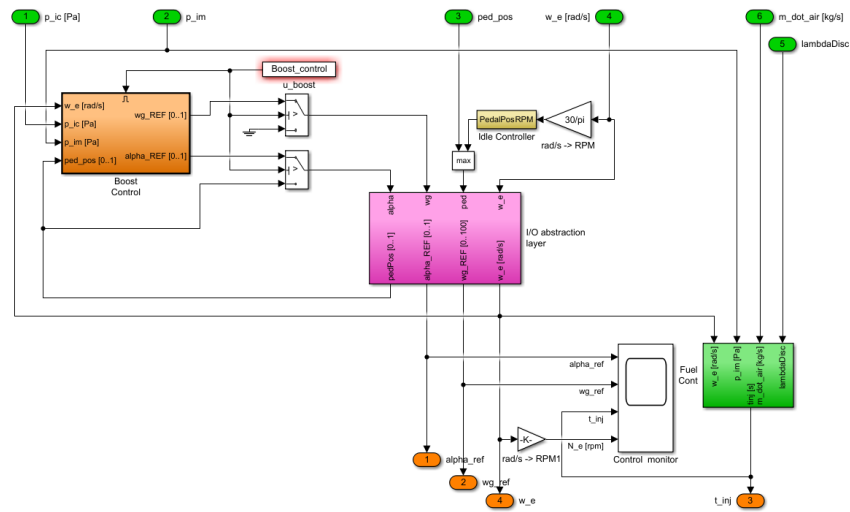 1 p_ic [Pa]
2 p_im
3 ped_pos
w_e [rad/s] 4
6 m_dot_air [kg/s]
5 lambdaDisc
Boost_control
u_boost
w_e [rad/s]
p_ic [Pa]
p_im [Pa]
ped_pos [0..1]
wg_REF [0..1]
alpha_REF [0..1]
Boost
Control
>
>
PedalPosRPM
Idle Controller
30/pi
rad/s -> RPM
max
alpha
wg
ped
w_e
pedPos [0..1]
alpha_REF [0..1]
wg_REF [0..100]
w_e [rad/s]
I/O abstraction
layer
alpha_ref
wg_ref
t_inj
N_e [rpm]
Control monitor
-K-
rad/s -> RPM1
Fuel
Cont
w_e [rad/s]
p_im [Pa]
m_dot_air [kg/s]
lambdaDisc
tinj [s]
1 alpha_ref
2 wg_ref
4 w_e
t_inj 3